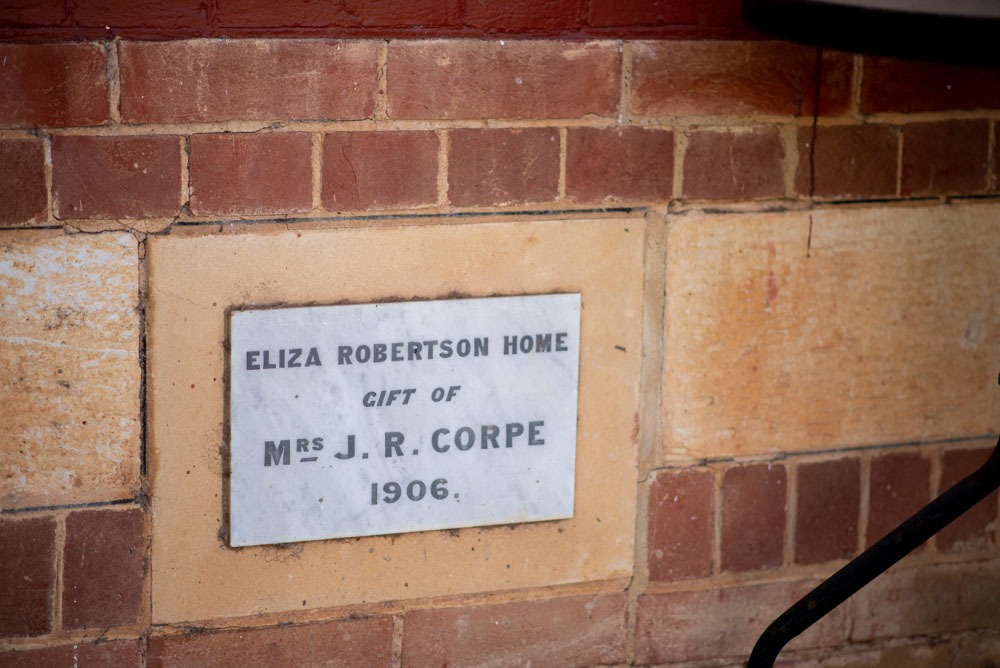 ELIZA ROBERTSON HOME
GIFT OF
MRS J. R. CORPE
1906.